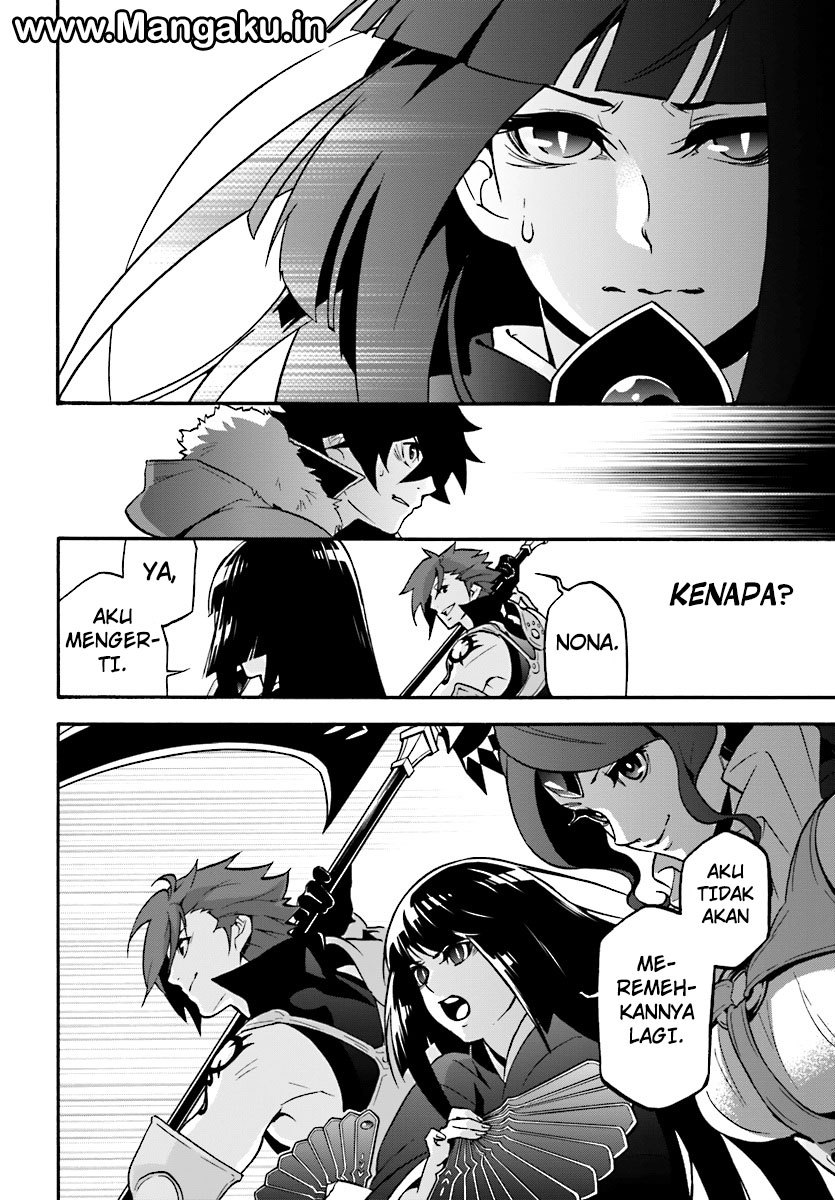 www.Mangaku.in
KENAPA?
NONA.
YA,
AKU
MENGER-
TI.
AKU
TIDAK
AKAN
ME-
REMEH-
KANNYA
LAGI.